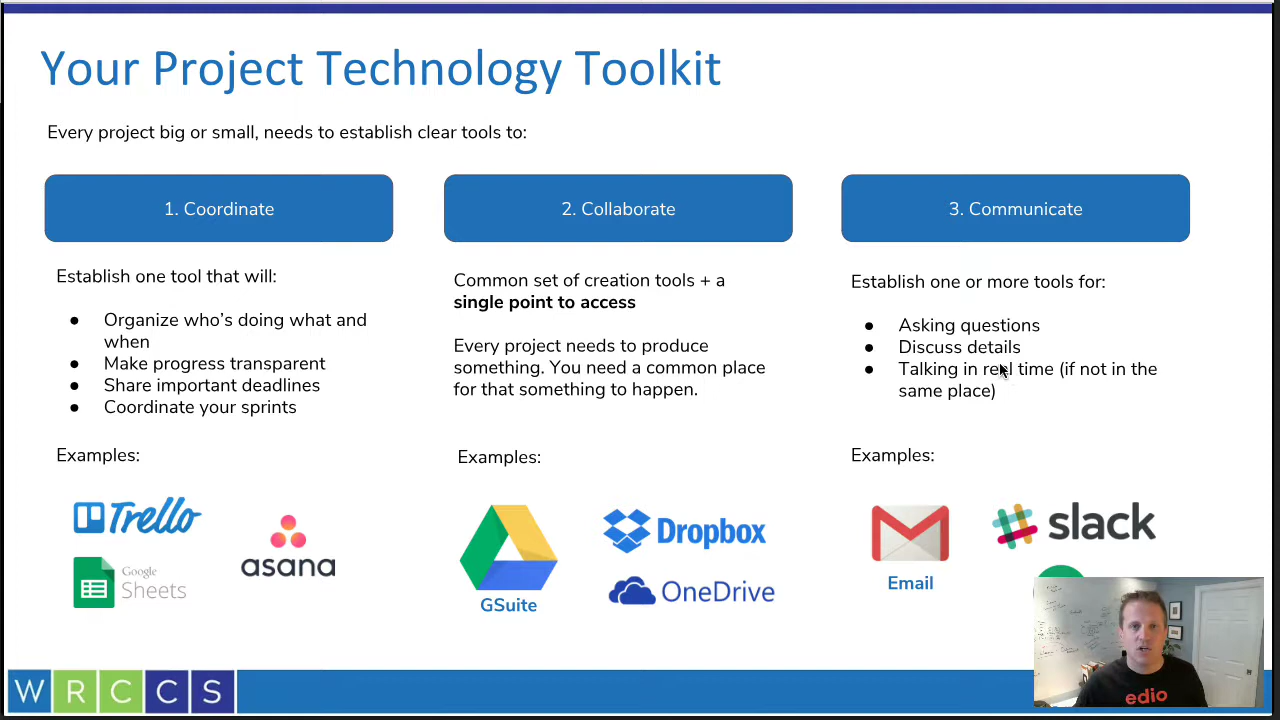 Your Project Technology Toolkit
Every project big or small, needs to establish clear tools to:
1. Coordinate
Establish one tool that will:
● Organize who's doing what and
when
● Make progress transparent
● Share important deadlines
● Coordinate your sprints
Examples:
Trello
asana
Google
Sheets
2. Collaborate
Common set of creation tools + a
single point to access
Every project needs to produce
something. You need a common place
for that something to happen.
Examples:
GSuite
Dropbox
OneDrive
3. Communicate
Establish one or more tools for:
● Asking questions
● Discuss details
● Talking in real time (if not in the
same place)
Examples:
Email
slack
edio
WRCCS